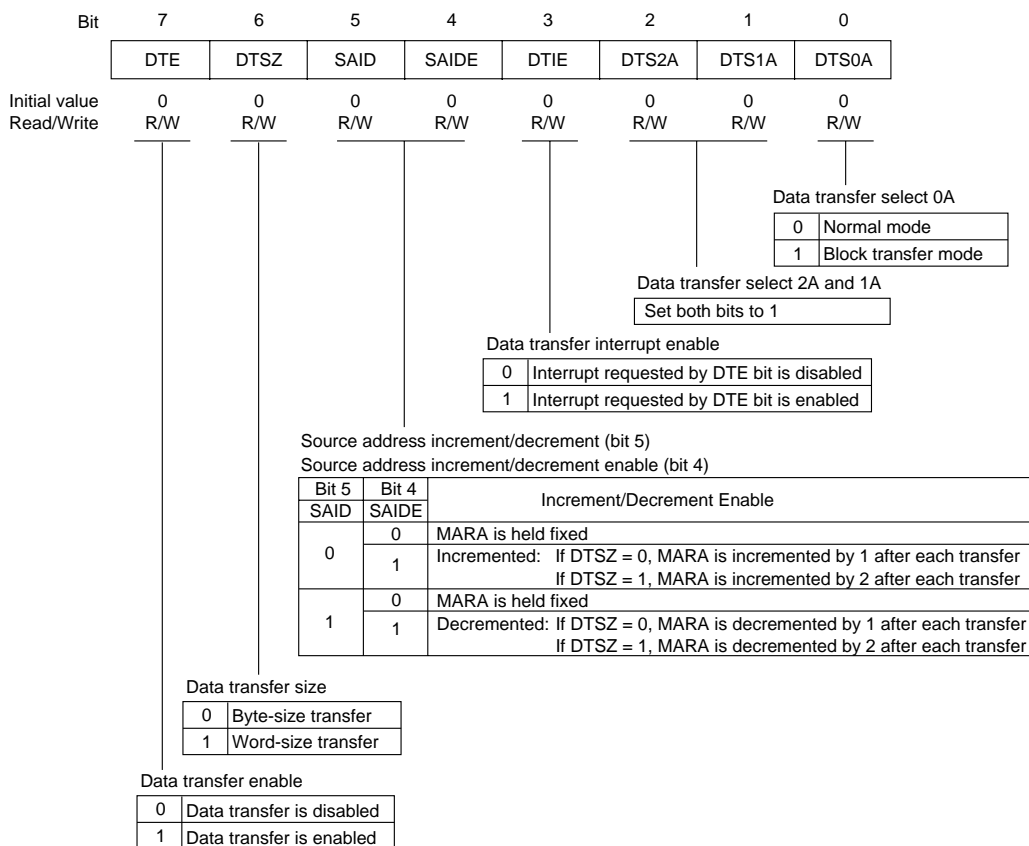 Bit 7 6 5 4 3 2 1 0
DTE DTSZ SAID SAIDE DTIE DTS2A DTS1A DTS0A
Initial value 0 0 0 0 0 0 0 0
Read/Write R/W R/W R/W R/W R/W R/W R/W R/W
Data transfer select 0A
0 Normal mode
1 Block transfer mode
Data transfer select 2A and 1A
Set both bits to 1
Data transfer interrupt enable
0 Interrupt requested by DTE bit is disabled
1 Interrupt requested by DTE bit is enabled
Source address increment/decrement (bit 5)
Source address increment/decrement enable (bit 4)
Bit 5 Bit 4 Increment/Decrement Enable
SAID SAIDE
0 0 MARA is held fixed
1 Incremented: If DTSZ = 0, MARA is incremented by 1 after each transfer
If DTSZ = 1, MARA is incremented by 2 after each transfer
1 0 MARA is held fixed
1 Decremented: If DTSZ = 0, MARA is decremented by 1 after each transfer
If DTSZ = 1, MARA is decremented by 2 after each transfer
Data transfer size
0 Byte-size transfer
1 Word-size transfer
Data transfer enable
0 Data transfer is disabled
1 Data transfer is enabled